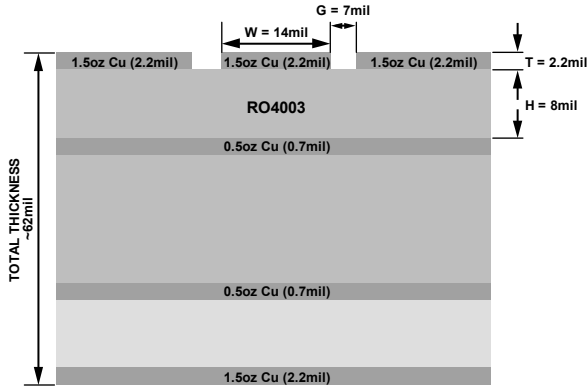 G = 7mil
W = 14mil
1.5oz Cu (2.2mil) 1.5oz Cu (2.2mil) 1.5oz Cu (2.2mil)
T = 2.2mil
RO4003
H = 8mil
0.5oz Cu (0.7mil)
TOTAL THICKNESS
~62mil
0.5oz Cu (0.7mil)
1.5oz Cu (2.2mil)